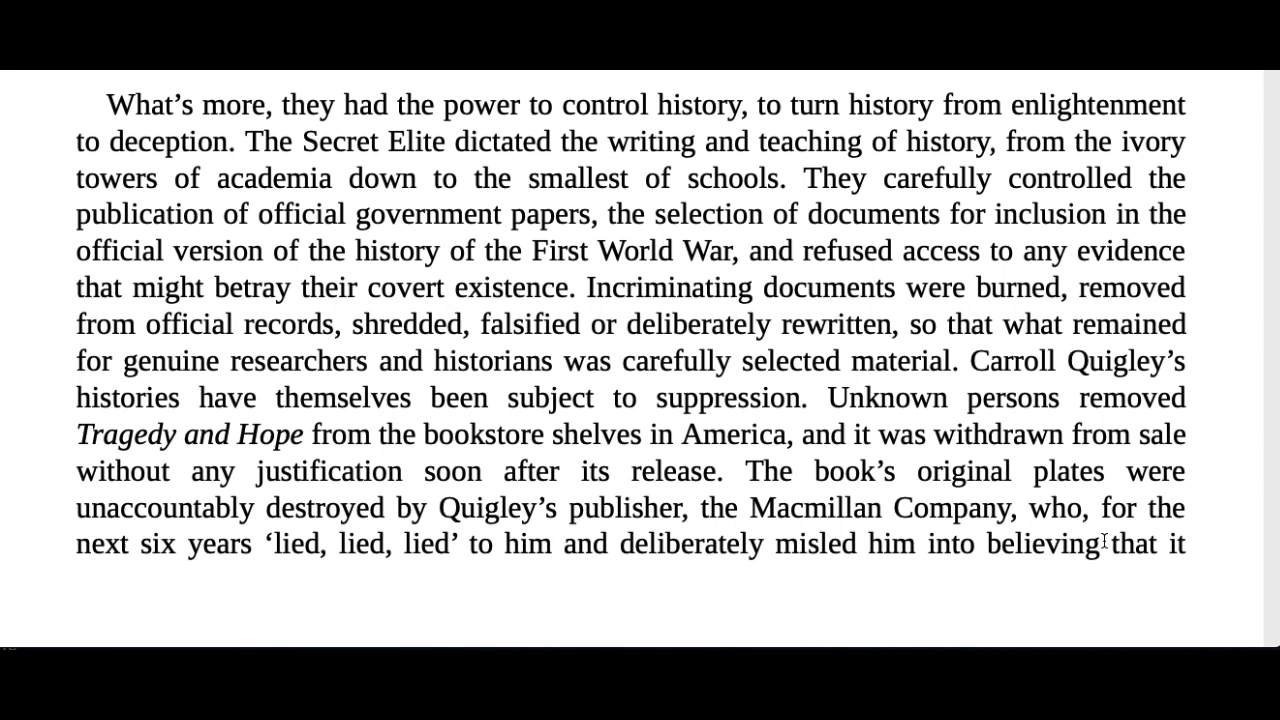 What’s more, they had the power to control history, to turn history from enlightenment
to deception. The Secret Elite dictated the writing and teaching of history, from the ivory
towers of academia down to the smallest of schools. They carefully controlled the
publication of official government papers, the selection of documents for inclusion in the
official version of the history of the First World War, and refused access to any evidence
that might betray their covert existence. Incriminating documents were burned, removed
from official records, shredded, falsified or deliberately rewritten, so that what remained
for genuine researchers and historians was carefully selected material. Carroll Quigley’s
histories have themselves been subject to suppression. Unknown persons removed
Tragedy and Hope from the bookstore shelves in America, and it was withdrawn from sale
without any justification soon after its release. The book’s original plates were
unaccountably destroyed by Quigley’s publisher, the Macmillan Company, who, for the
next six years ‘lied, lied, lied’ to him and deliberately misled him into believing that it